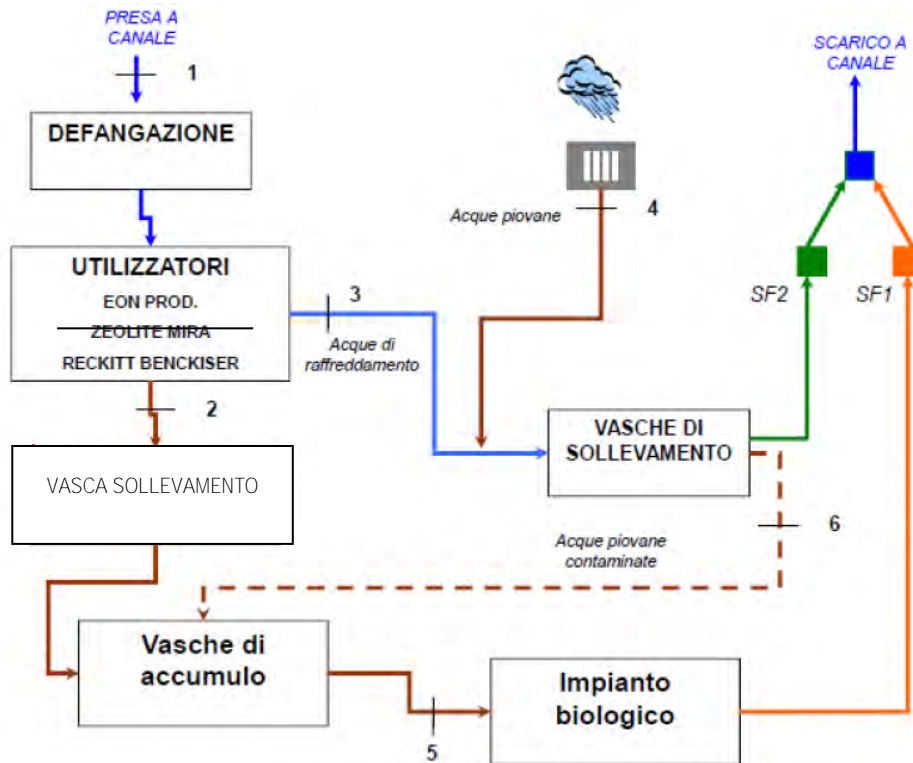 PRESA A
CANALE
1
DEFANGAZIONE
UTILIZZATORI
EON PROD.
ZEOLITE MIRA
RECKITT BENCKISER
3
Acque di
raffreddamento
2
VASCA SOLLEVAMENTO
Acque piovane
4
SCARICO A
CANALE
SF2
SF1
VASCHE DI
SOLLEVAMENTO
6
Acque piovane
contaminate
Vasche di
accumulo
5
Impianto
biologico